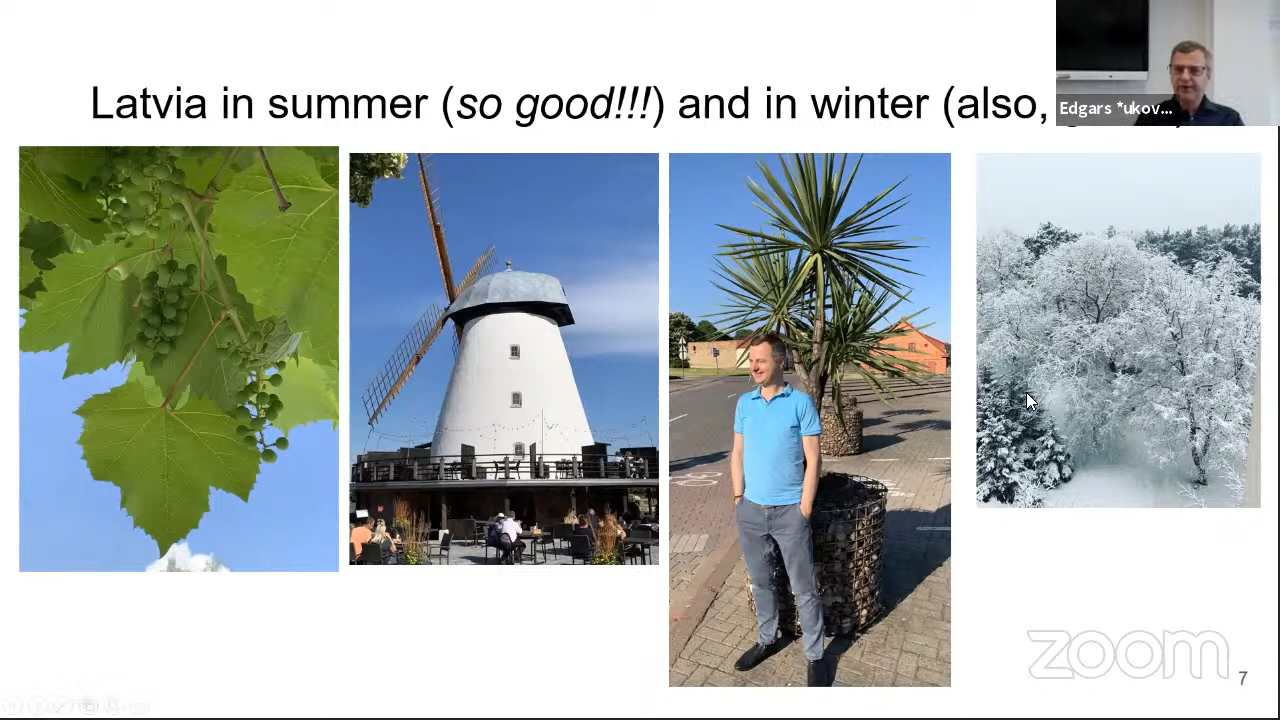 Latvia in summer (so good!!!) and in winter (also,
Edgars *ukov...
zoom
7